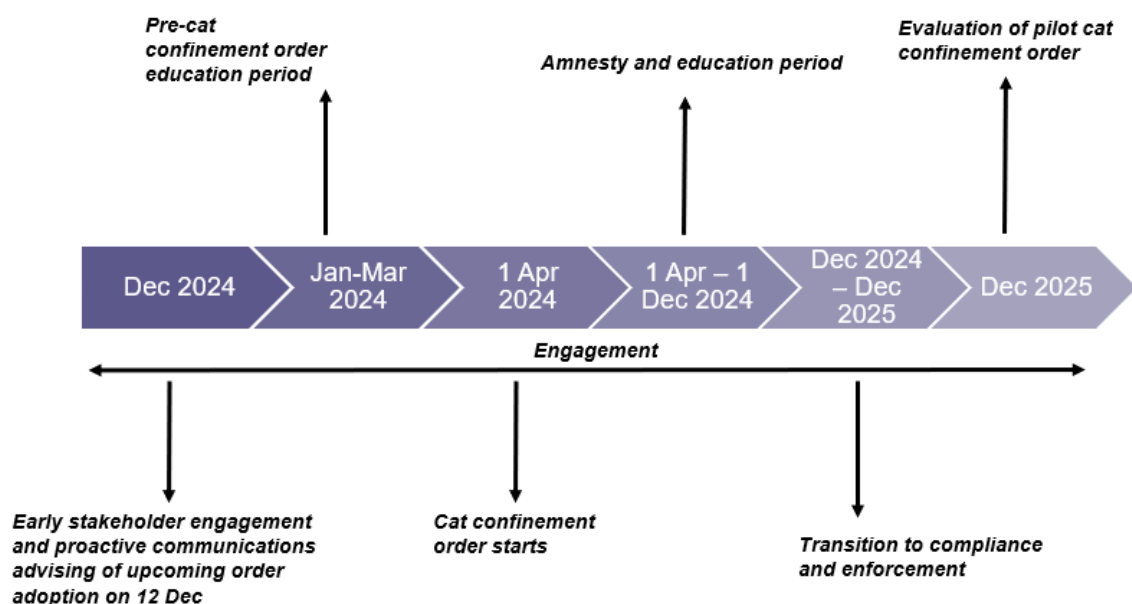 Pre-cat
confinement order
education period
Amnesty and education period
Evaluation of pilot cat
confinement order
Dec 2024
Jan-Mar
2024
1 Apr
2024
1 Apr – 1
Dec 2024
Dec 2024
– Dec
2025
Dec 2025
Engagement
Early stakeholder engagement
and proactive communications
advising of upcoming order
adoption on 12 Dec
Cat confinement
order starts
Transition to compliance
and enforcement